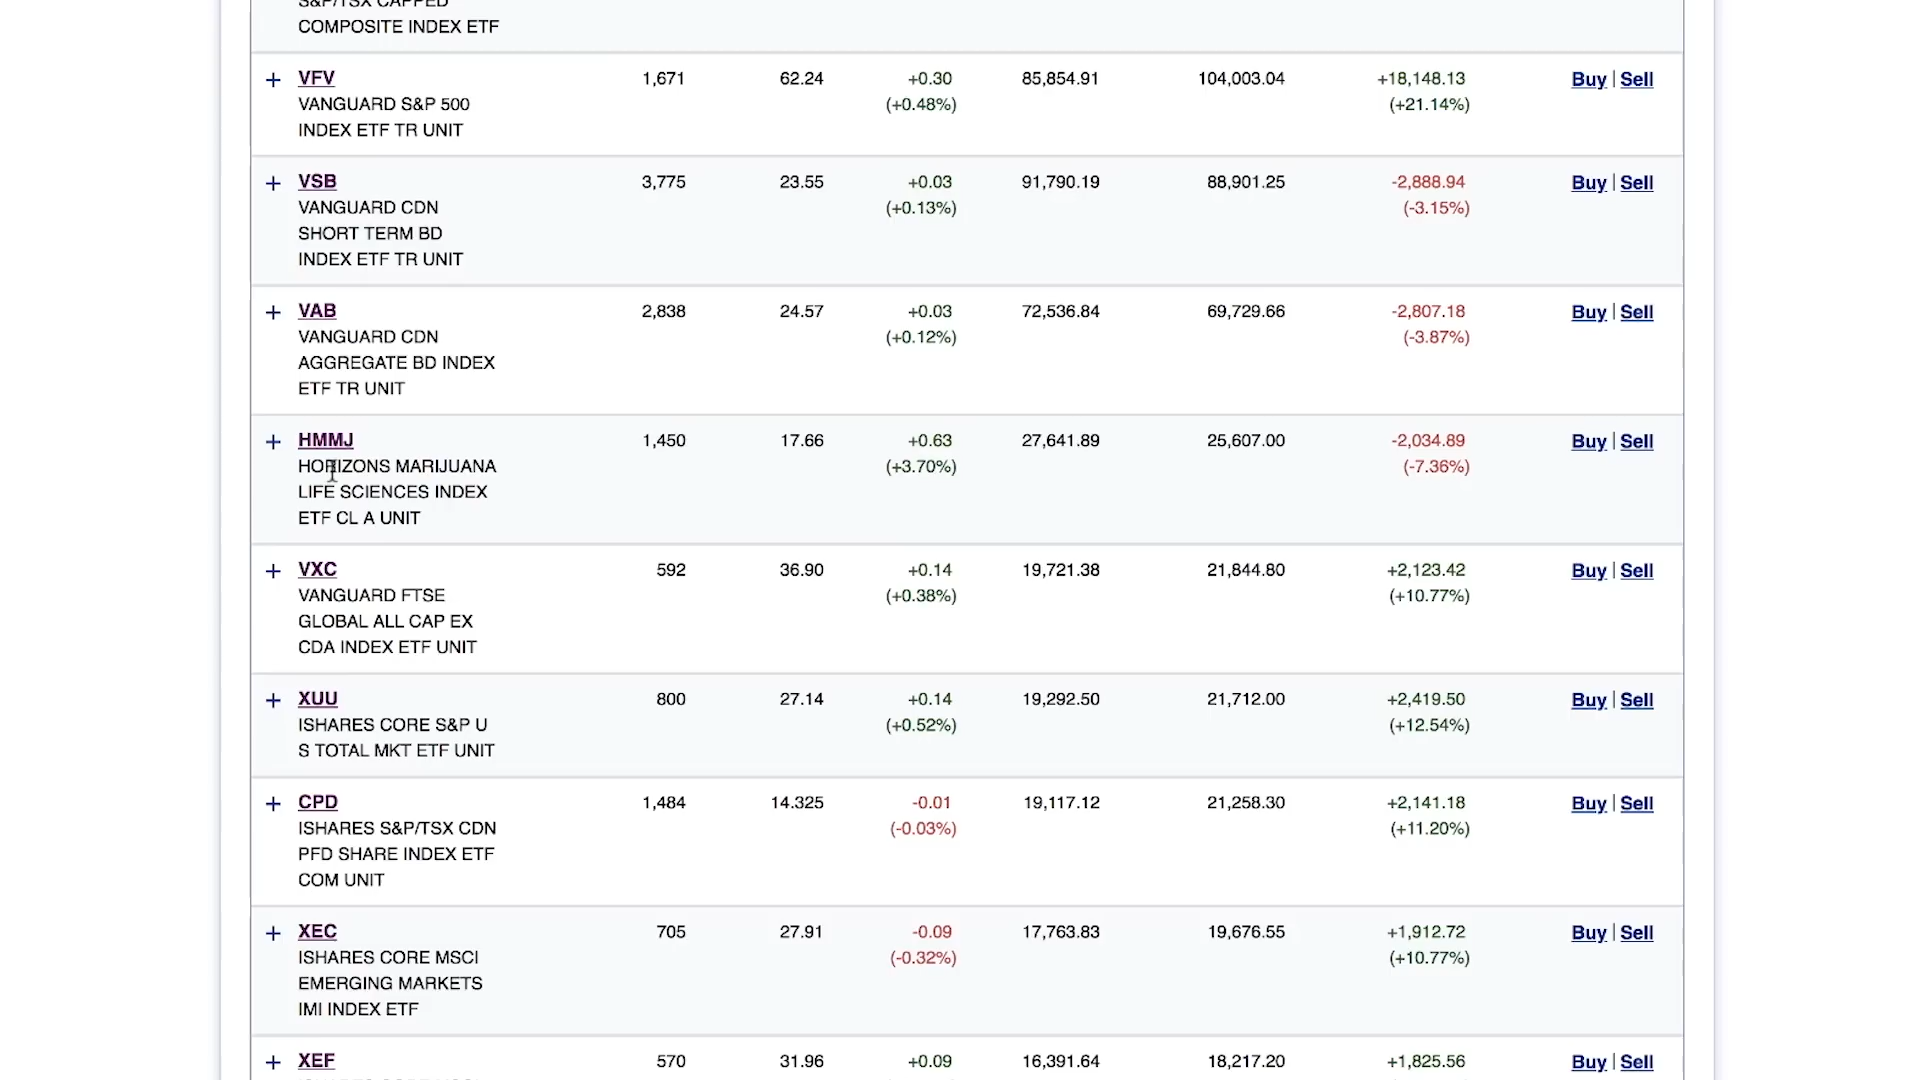 S&P/TSX CAPPED
COMPOSITE INDEX ETF
+ VFV 1,671 62.24 +0.30 85,854.91 104,003.04 +18,148.13 Buy | Sell
VANGUARD S&P 500 (+0.48%) (+21.14%)
INDEX ETF TR UNIT
+ VSB 3,775 23.55 +0.03 91,790.19 88,901.25 -2,888.94 Buy | Sell
VANGUARD CDN (+0.13%) (-3.15%)
SHORT TERM BD
INDEX ETF TR UNIT
+ VAB 2,838 24.57 +0.03 72,536.84 69,729.66 -2,807.18 Buy | Sell
VANGUARD CDN (+0.12%) (-3.87%)
AGGREGATE BD INDEX
ETF TR UNIT
+ HMMJ 1,450 17.66 +0.63 27,641.89 25,607.00 -2,034.89 Buy | Sell
HORIZONS MARIJUANA (+3.70%) (-7.36%)
LIFE SCIENCES INDEX
ETF CL A UNIT
+ VXC 592 36.90 +0.14 19,721.38 21,844.80 +2,123.42 Buy | Sell
VANGUARD FTSE (+0.38%) (+10.77%)
GLOBAL ALL CAP EX
CDA INDEX ETF UNIT
+ XUU 800 27.14 +0.14 19,292.50 21,712.00 +2,419.50 Buy | Sell
ISHARES CORE S&P U (+0.52%) (+12.54%)
S TOTAL MKT ETF UNIT
+ CPD 1,484 14.325 -0.01 19,117.12 21,258.30 +2,141.18 Buy | Sell
ISHARES S&P/TSX CDN (-0.03%) (+11.20%)
PFD SHARE INDEX ETF
COM UNIT
+ XEC 705 27.91 -0.09 17,763.83 19,676.55 +1,912.72 Buy | Sell
ISHARES CORE MSCI (-0.32%) (+10.77%)
EMERGING MARKETS
IMI INDEX ETF
+ XEF 570 31.96 +0.09 16,391.64 18,217.20 +1,825.56 Buy | Sell